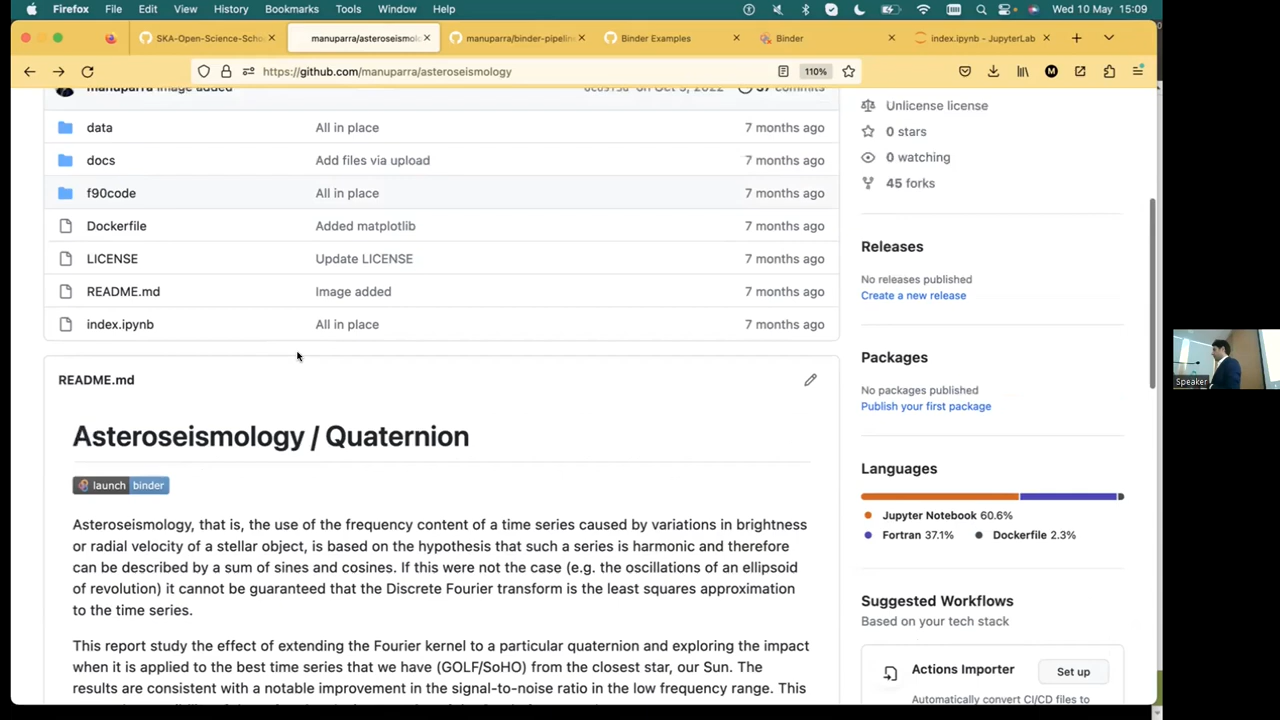 Firefox File Edit View History Bookmarks Tools Window Help Wed 10 May 15:09
SKA-Open-Science-Scho manuparra/asteroseismolo manuparra/binder-pipelin Binder Examples Binder index.ipynb - JupyterLab
https://github.com/manuparra/asteroseismology 110%
manuparra image added on Oct 5, 2022 57 commits
data All in place 7 months ago
docs Add files via upload 7 months ago
f90code All in place 7 months ago
Dockerfile Added matplotlib 7 months ago
LICENSE Update LICENSE 7 months ago
README.md Image added 7 months ago
index.ipynb All in place 7 months ago
README.md
Asteroseismology / Quaternion
launch binder
Asteroseismology, that is, the use of the frequency content of a time series caused by variations in brightness
or radial velocity of a stellar object, is based on the hypothesis that such a series is harmonic and therefore
can be described by a sum of sines and cosines. If this were not the case (e.g. the oscillations of an ellipsoid
of revolution) it cannot be guaranteed that the Discrete Fourier transform is the least squares approximation
to the time series.
This report study the effect of extending the Fourier kernel to a particular quaternion and exploring the impact
when it is applied to the best time series that we have (GOLF/SoHO) from the closest star, our Sun. The
results are consistent with a notable improvement in the signal-to-noise ratio in the low frequency range. This
Unlicense license
0 stars
0 watching
45 forks
Releases
No releases published
Create a new release
Packages
No packages published
Publish your first package
Languages
Jupyter Notebook 60.6%
Fortran 37.1% Dockerfile 2.3%
Suggested Workflows
Based on your tech stack
Actions Importer Set up
Automatically convert CI/CD files to
Speaker